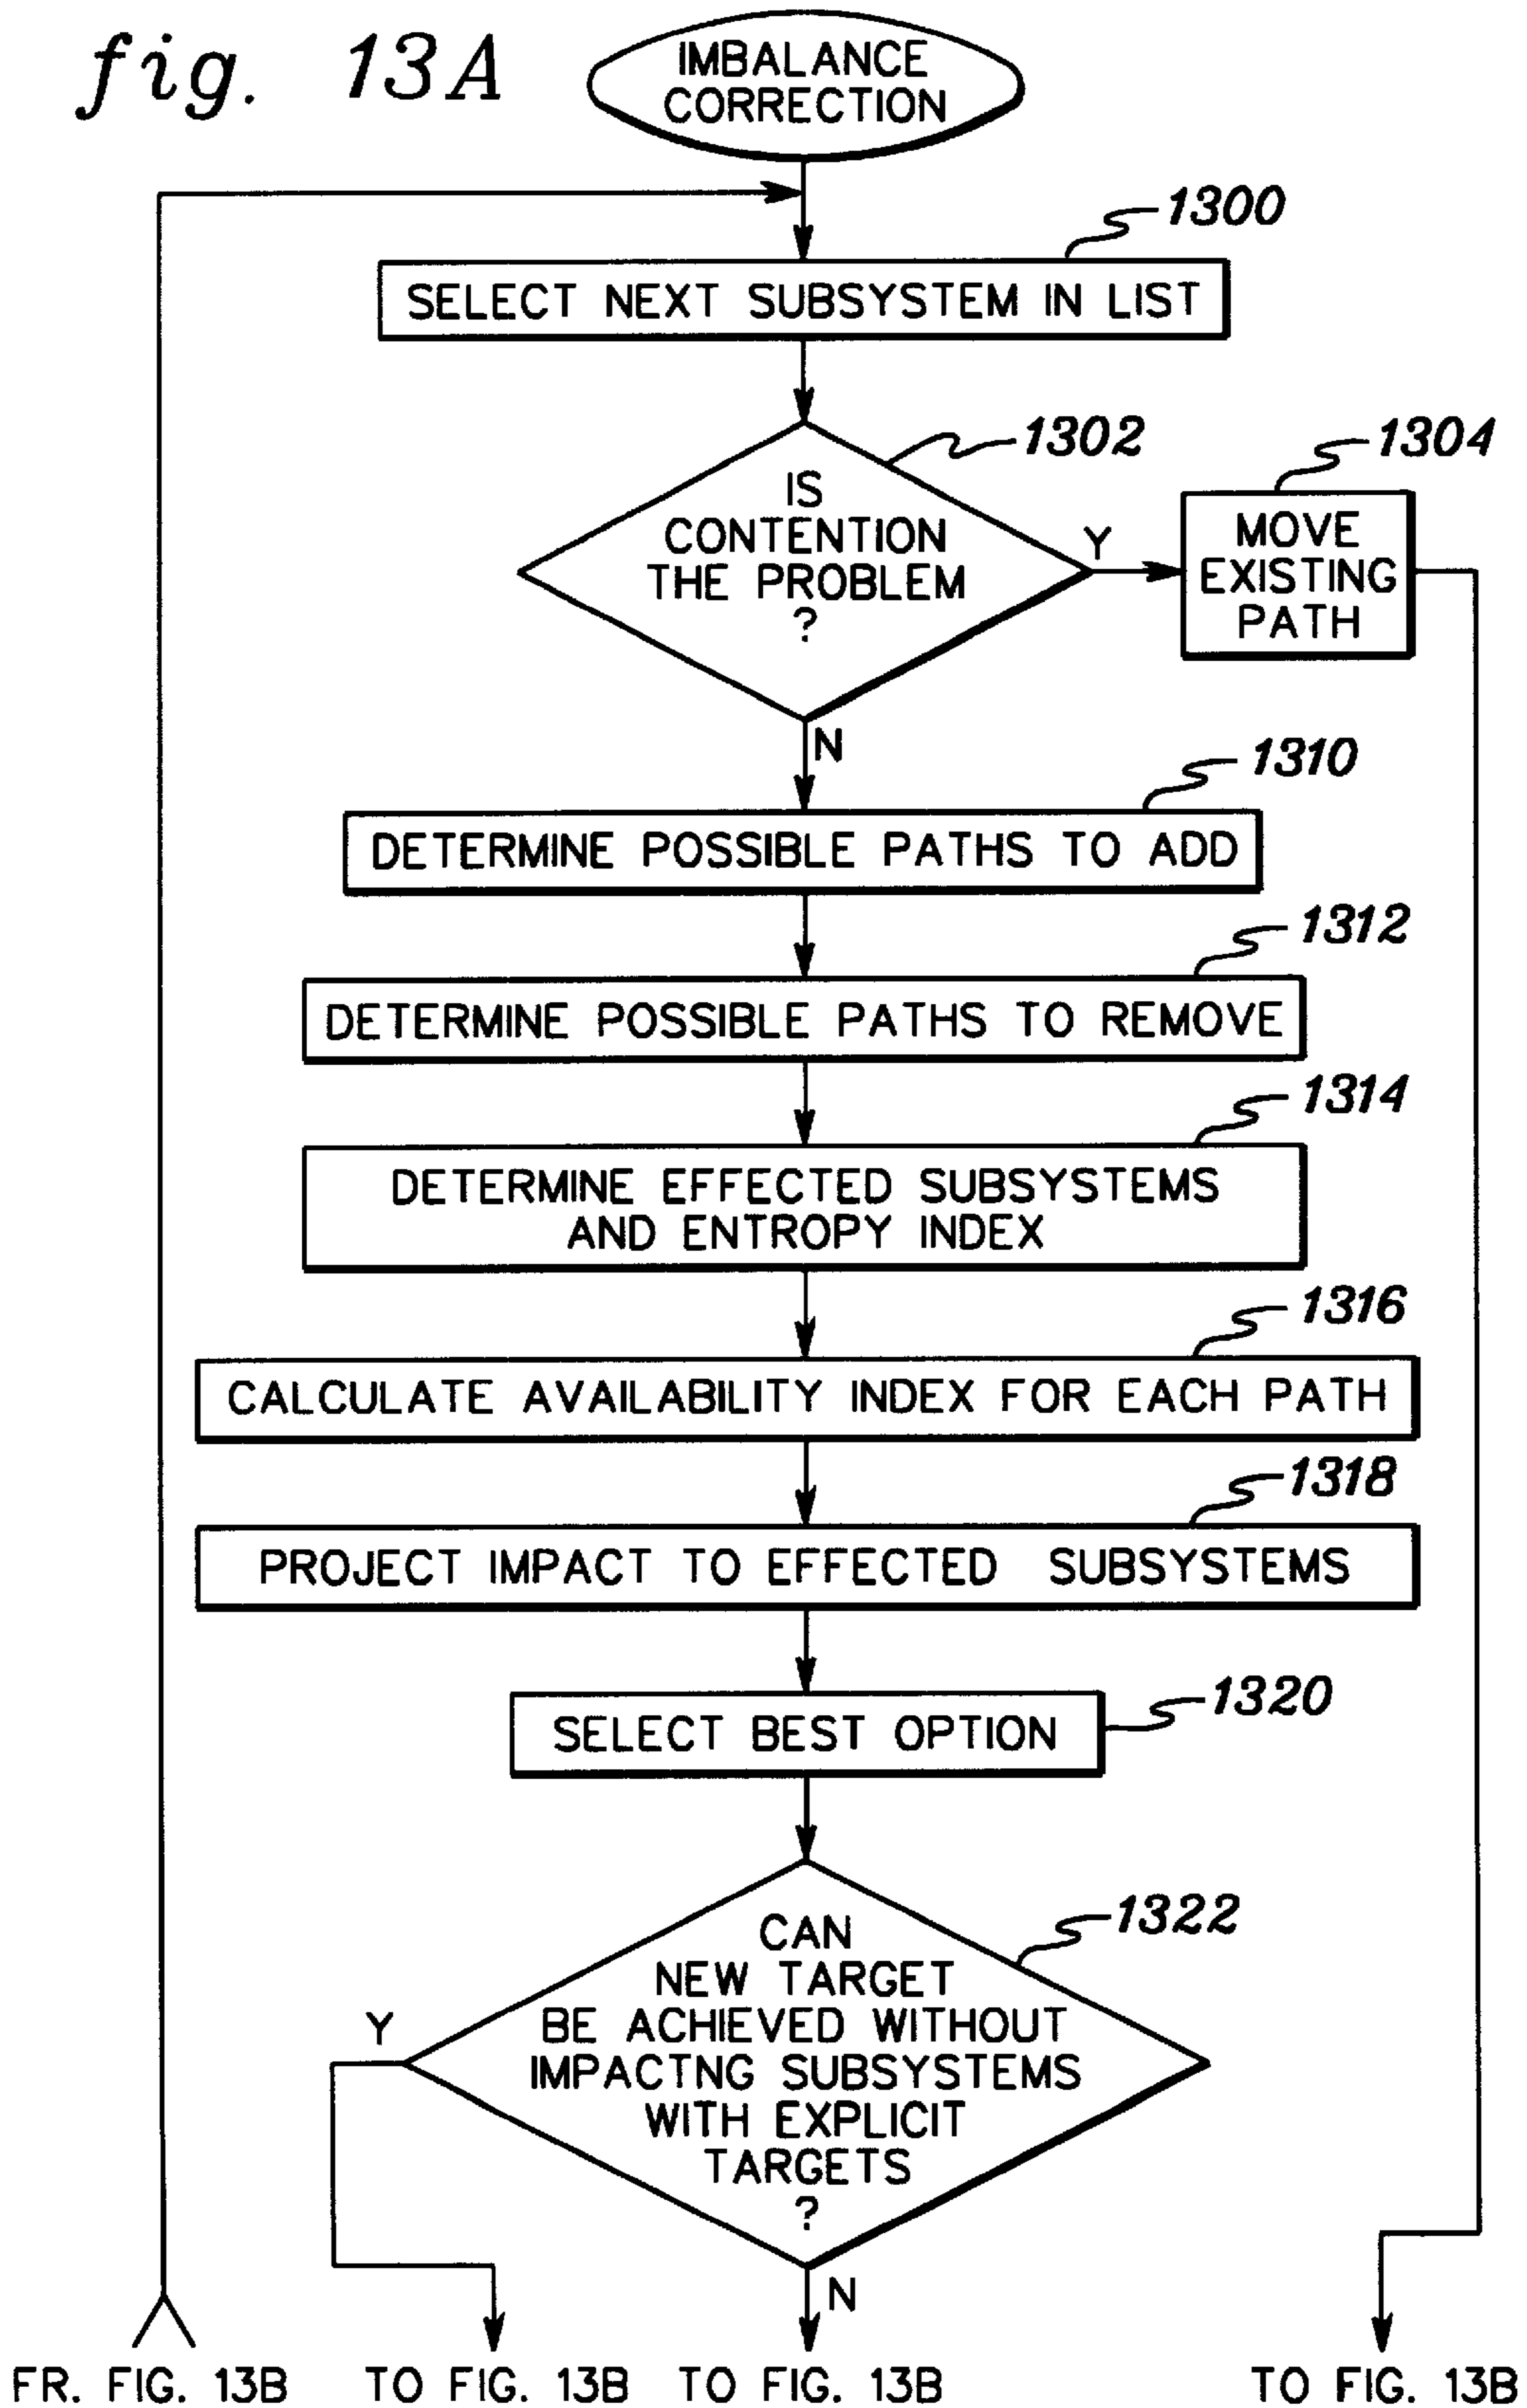 fig. 13A
IMBALANCE
CORRECTION
1300
SELECT NEXT SUBSYSTEM IN LIST
1302
IS
CONTENTION
THE PROBLEM
?
Y
1304
MOVE
EXISTING
PATH
N
1310
DETERMINE POSSIBLE PATHS TO ADD
1312
DETERMINE POSSIBLE PATHS TO REMOVE
1314
DETERMINE EFFECTED SUBSYSTEMS
AND ENTROPY INDEX
1316
CALCULATE AVAILABILITY INDEX FOR EACH PATH
1318
PROJECT IMPACT TO EFFECTED SUBSYSTEMS
1320
SELECT BEST OPTION
1322
CAN
NEW TARGET
BE ACHIEVED WITHOUT
IMPACTNG SUBSYSTEMS
WITH EXPLICIT
TARGETS
?
Y
N
FR. FIG. 13B
TO FIG. 13B
TO FIG. 13B
TO FIG. 13B